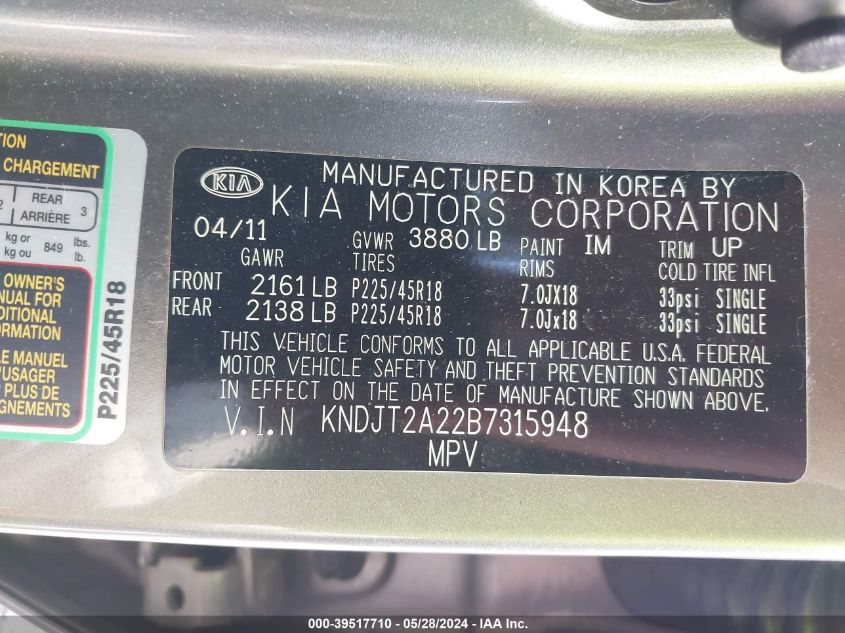 TION
CHARGEMENT
2 REAR ARRIÈRE 3
kg or kg ou 849 lbs. lb.
OWNER'S
NUAL FOR
DITIONAL
ORMATION
LE MANUEL
'USAGER
PLUS DE
GNEMENTS
P225/45R18
KIA
MANUFACTURED IN KOREA BY
KIA MOTORS CORPORATION
04/11 GVWR 3880 LB PAINT IM TRIM UP
GAWR TIRES RIMS COLD TIRE INFL
FRONT 2161 LB P225/45R18 7.0JX18 33psi SINGLE
REAR 2138 LB P225/45R18 7.0Jx18 33psi SINGLE
THIS VEHICLE CONFORMS TO ALL APPLICABLE U.S.A. FEDERAL
MOTOR VEHICLE SAFETY AND THEFT PREVENTION STANDARDS
IN EFFECT ON THE DATE OF MANUFACTURE SHOWN ABOVE.
V.I.N KNDJT2A22B7315948
MPV
000-39517710 - 05/28/2024 - IAA Inc.